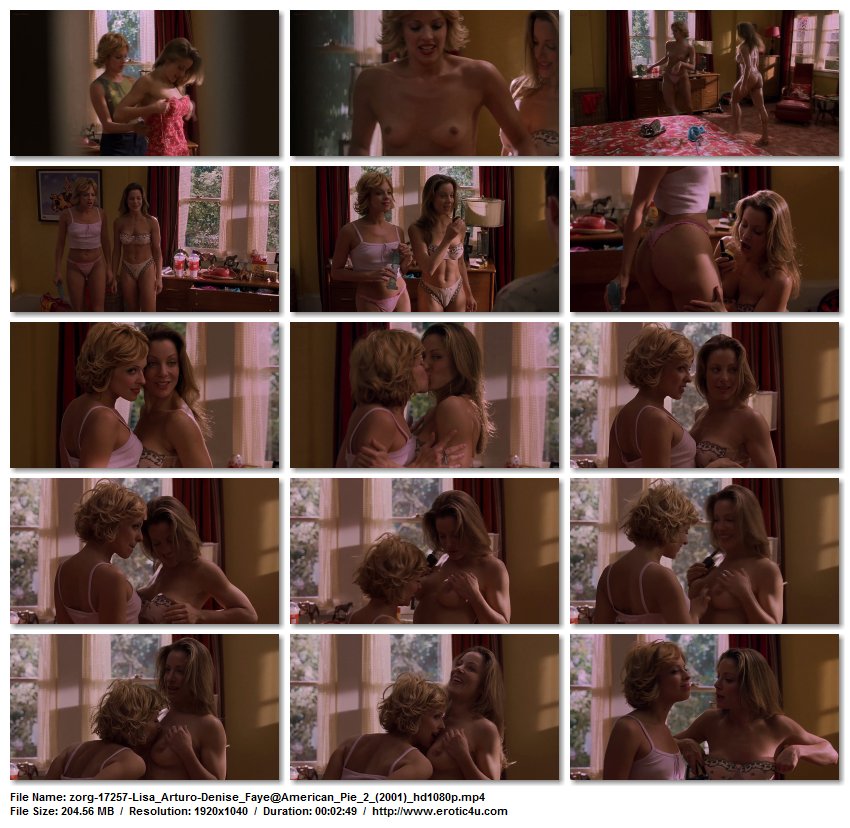 File Name: zorg-17257-Lisa_Arturo-Denise_Faye@American_Pie_2_(2001)_hd1080p.mp4
File Size: 204.56 MB / Resolution: 1920x1040 / Duration: 00:02:49 / http://www.erotic4u.com